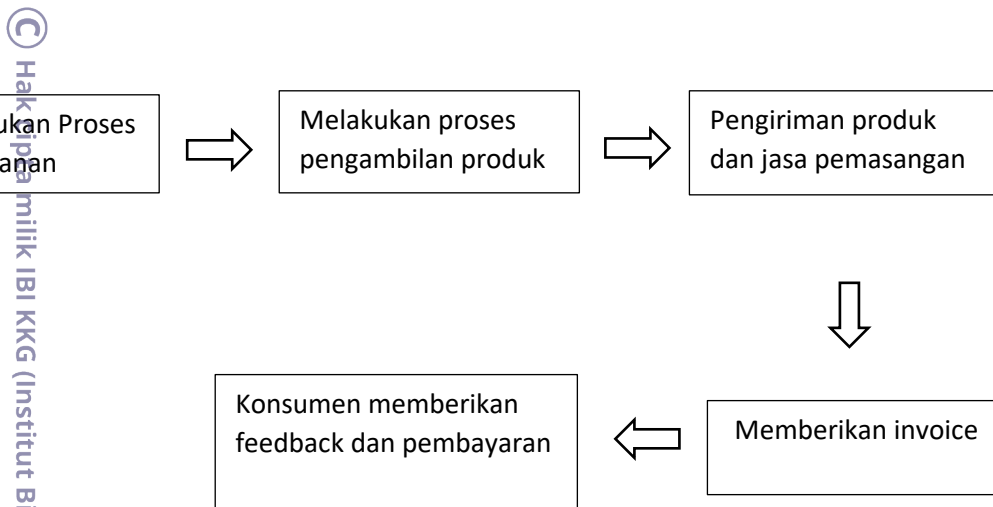 ukan Proses
anan
Melakukan proses
pengambilan produk
Pengiriman produk
dan jasa pemasangan
Memberikan invoice
Konsumen memberikan
feedback dan pembayaran
© Hak cipta milik IBI KKG (Institut Bi